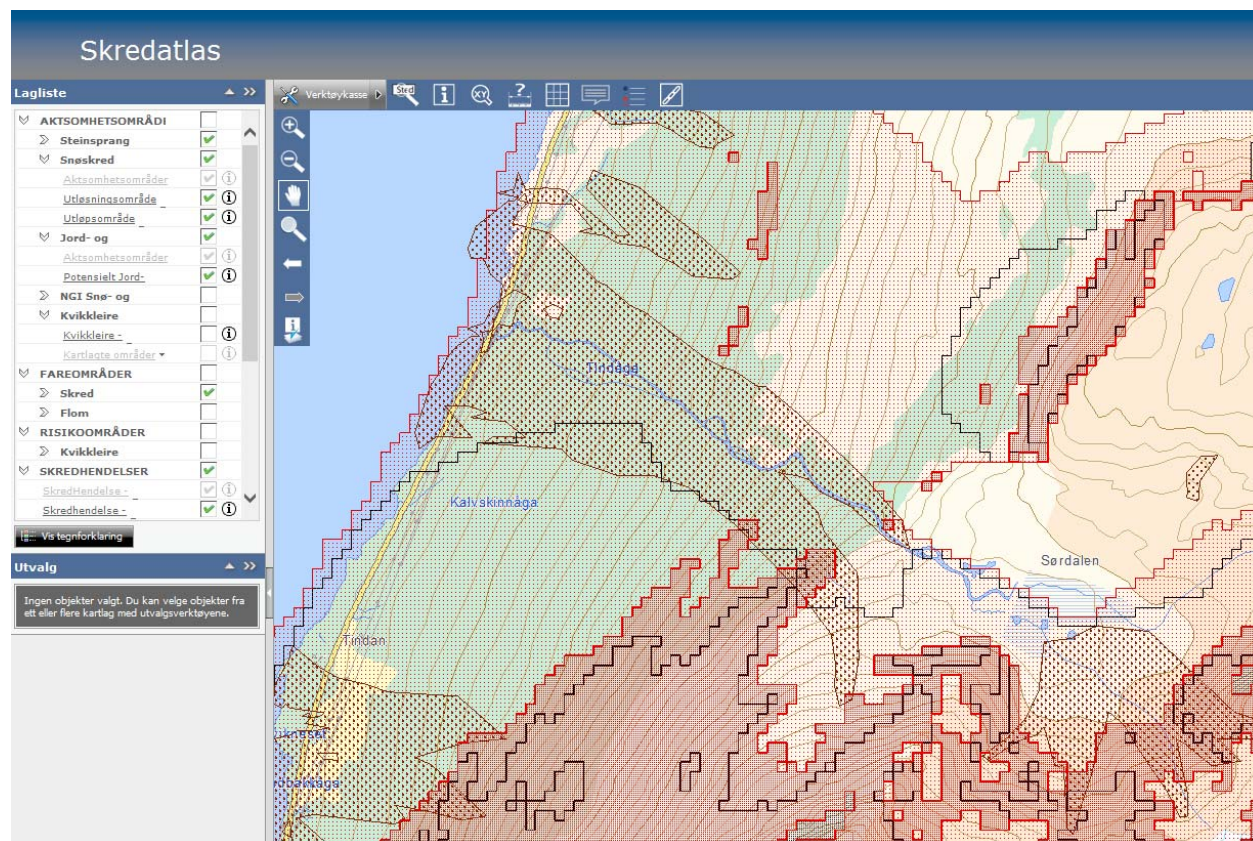 Skredatlas
Lagliste
Verktøykasse
Sted
XY
?
AKTSOMHETSOMRÅDI
Steinsprang
Snøskred
Aktsomhetsområder
Utløsningsområde
Utløpsområde
Jord- og
Aktsomhetsområder
Potensielt Jord-
NGI Snø- og
Kvikkleire
Kvikkleire -
Kartlagte områder
FAREOMRÅDER
Skred
Flom
RISIKOOMRÅDER
Kvikkleire
SKREDHENDELSER
SkredHendelse -
Skredhendelse -
Vis tegnforklaring
Utvalg
Ingen objekter valgt. Du kan velge objekter fra
ett eller flere kartlag med utvalgsverktøyene.
Tindåga
Kalvskinnåga
Sørdalen
Tindan